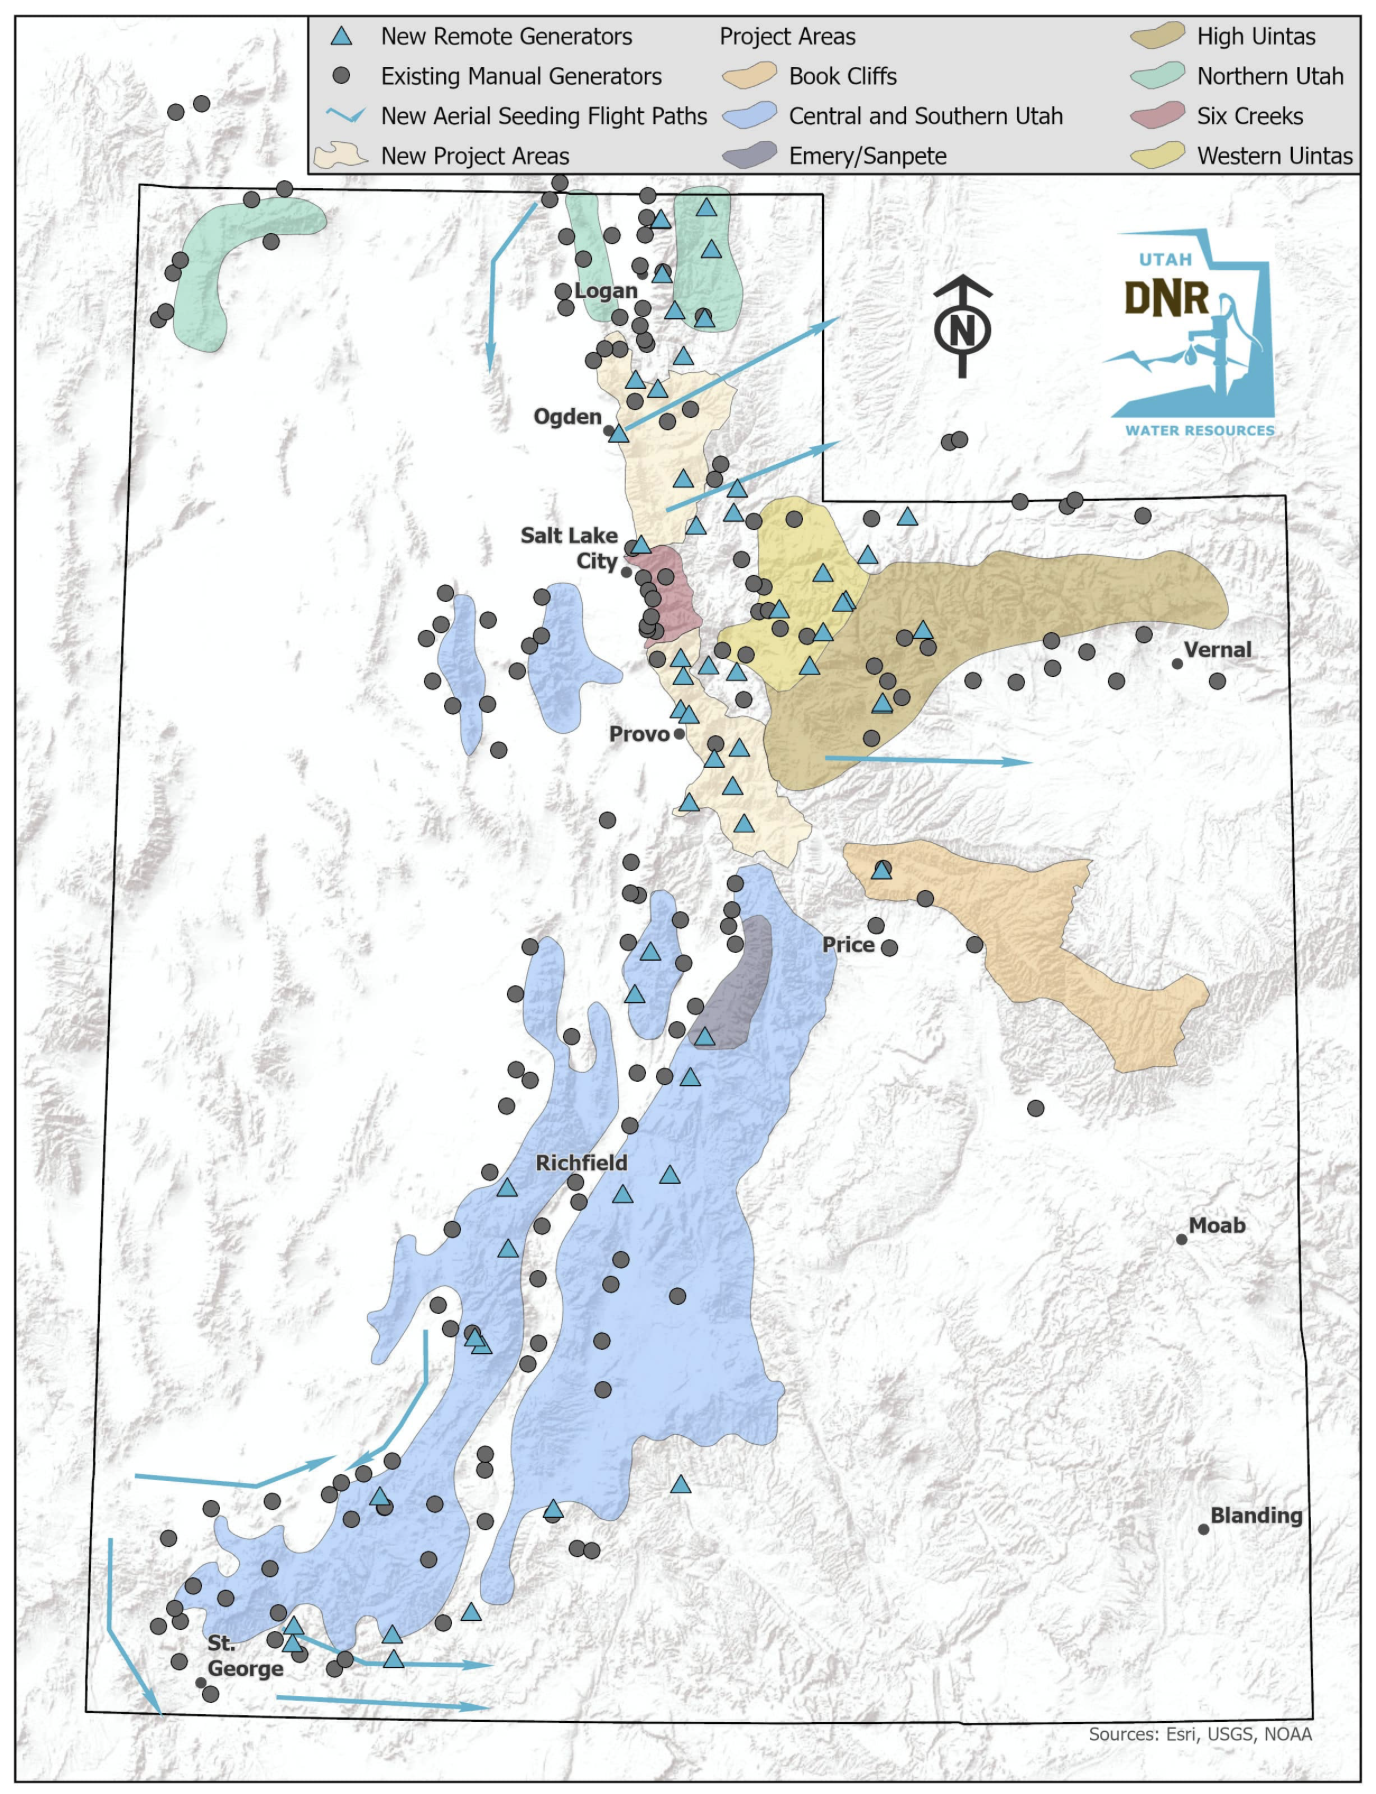 New Remote Generators
Existing Manual Generators
New Aerial Seeding Flight Paths
New Project Areas
Project Areas
Book Cliffs
Central and Southern Utah
Emery/Sanpete
High Uintas
Northern Utah
Six Creeks
Western Uintas
UTAH
DNR
WATER RESOURCES
N
Logan
Ogden
Salt Lake
City
Vernal
Provo
Price
Richfield
Moab
Blanding
St.
George
Sources: Esri, USGS, NOAA